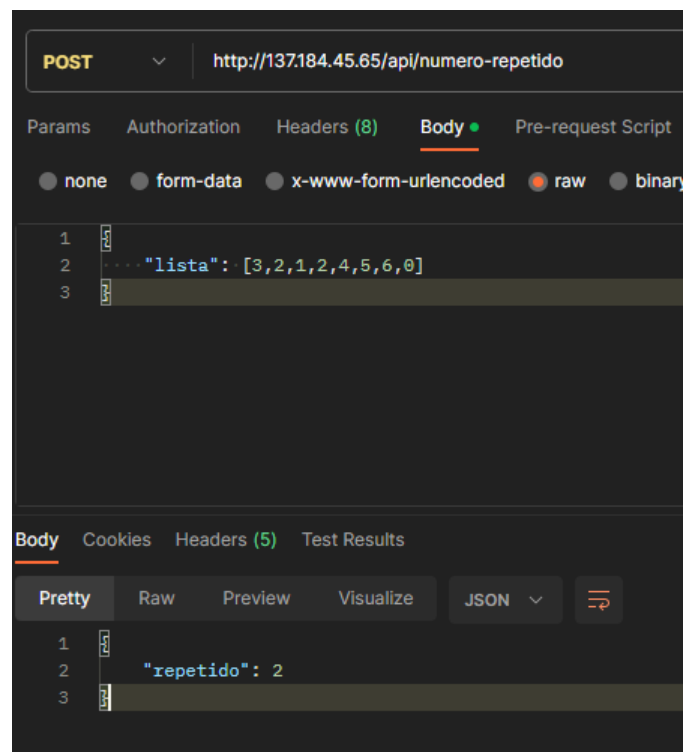 POST http://137.184.45.65/api/numero-repetido
Params Authorization Headers (8) Body Pre-request Script
none form-data x-www-form-urlencoded raw binary
1 {
2 "lista": [3,2,1,2,4,5,6,0]
3 }
Body Cookies Headers (5) Test Results
Pretty Raw Preview Visualize JSON
1 {
2 "repetido": 2
3 }